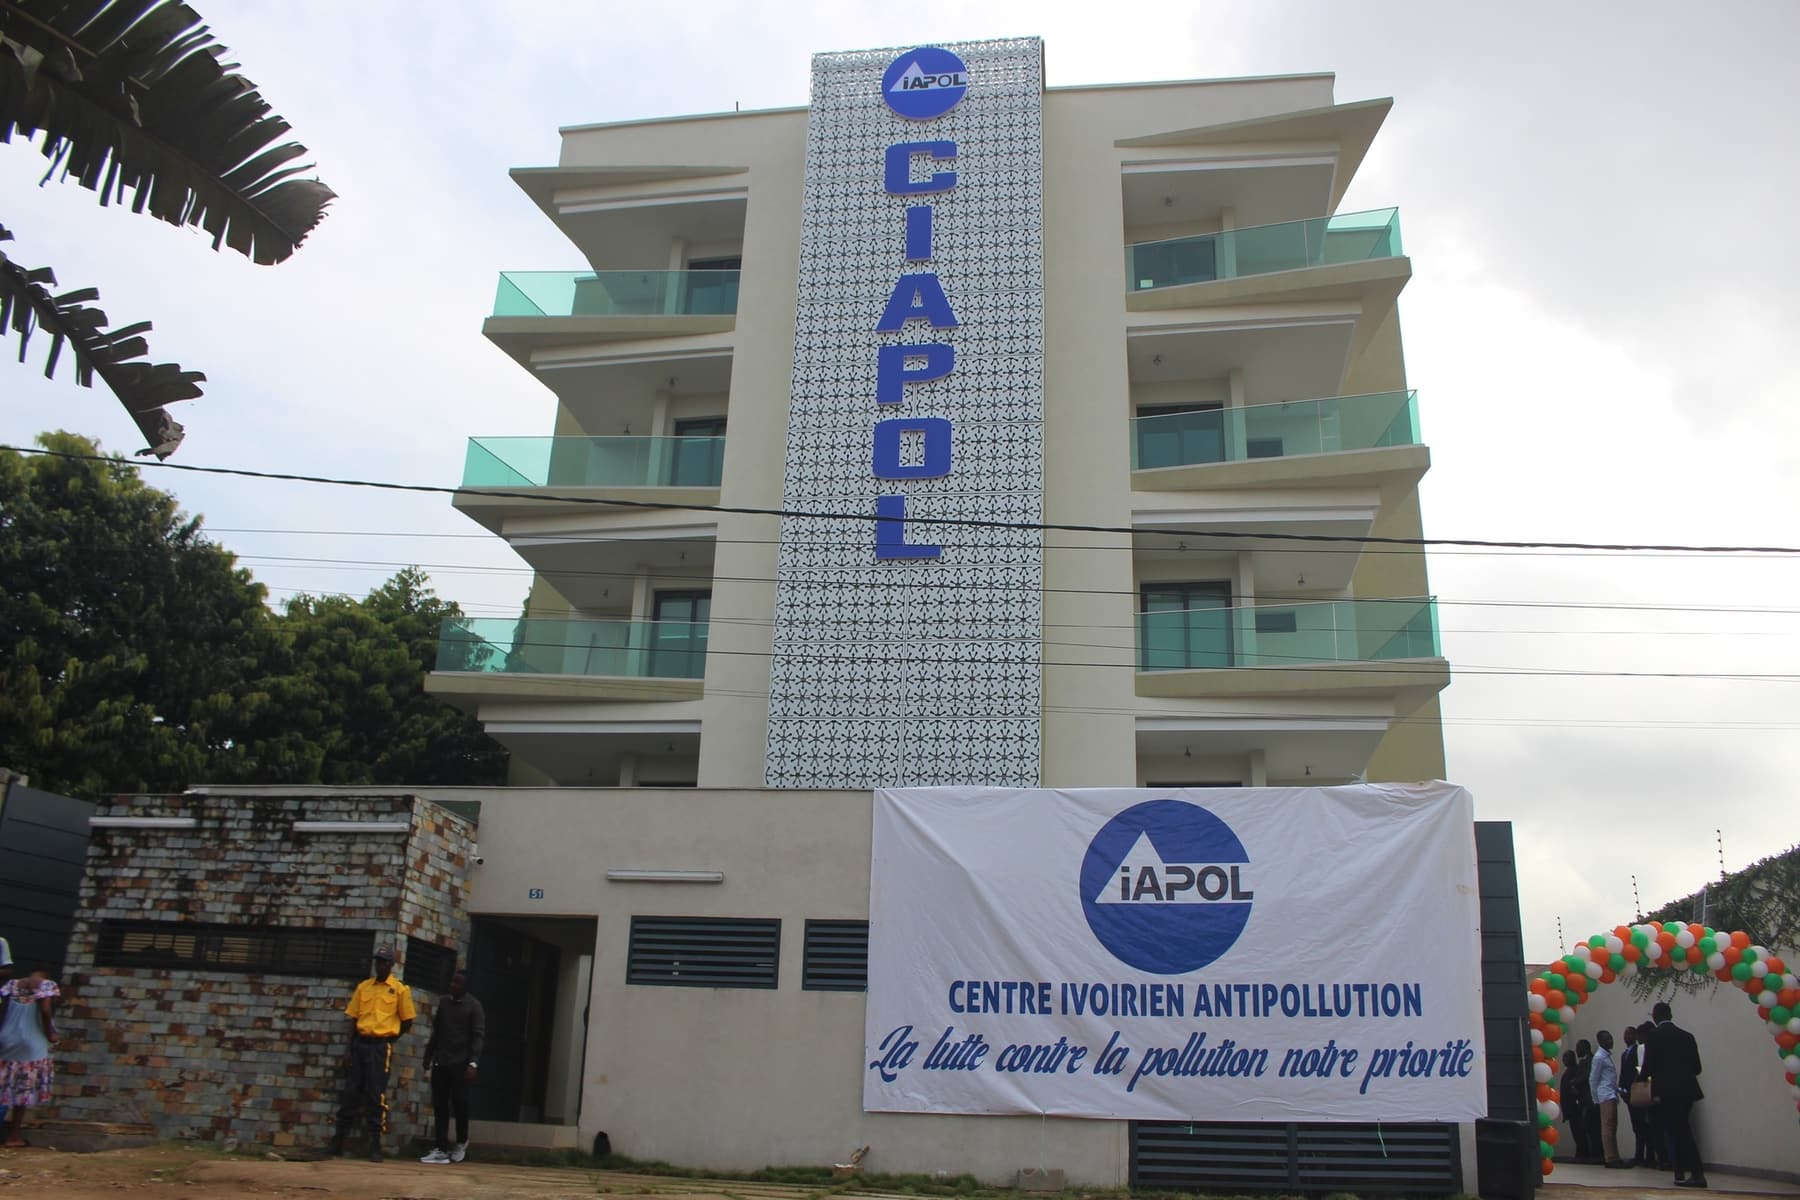 iAPOL
CIAPOL
51
iAPOL
CENTRE IVOIRIEN ANTIPOLLUTION
La lutte contre la pollution notre priorité